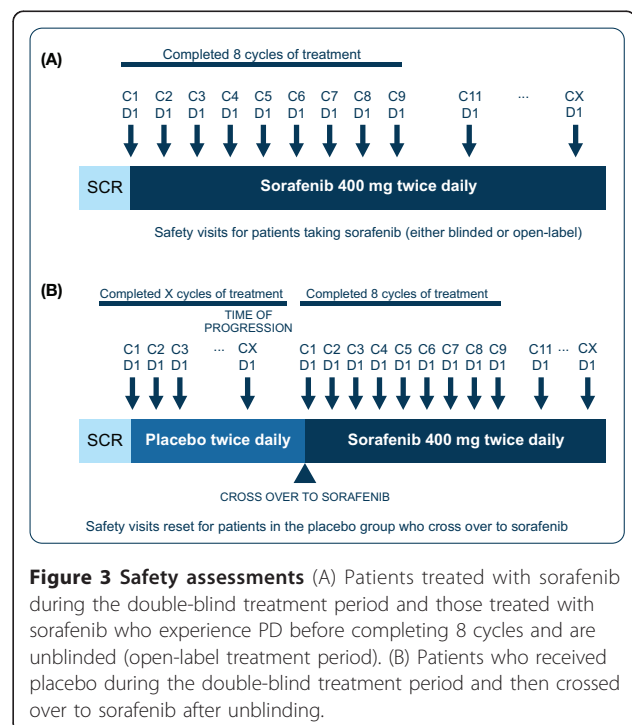 (A)
Completed 8 cycles of treatment
C1 C2 C3 C4 C5 C6 C7 C8 C9 C11 ... CX
D1 D1 D1 D1 D1 D1 D1 D1 D1 D1 D1
SCR Sorafenib 400 mg twice daily
Safety visits for patients taking sorafenib (either blinded or open-label)
(B)
Completed X cycles of treatment Completed 8 cycles of treatment
TIME OF
PROGRESSION
C1 C2 C3 ... CX C1 C2 C3 C4 C5 C6 C7 C8 C9 C11 ... CX
D1 D1 D1 D1 D1 D1 D1 D1 D1 D1 D1 D1 D1 D1 D1
SCR Placebo twice daily Sorafenib 400 mg twice daily
CROSS OVER TO SORAFENIB
Safety visits reset for patients in the placebo group who cross over to sorafenib
Figure 3 Safety assessments (A) Patients treated with sorafenib
during the double-blind treatment period and those treated with
sorafenib who experience PD before completing 8 cycles and are
unblinded (open-label treatment period). (B) Patients who received
placebo during the double-blind treatment period and then crossed
over to sorafenib after unblinding.